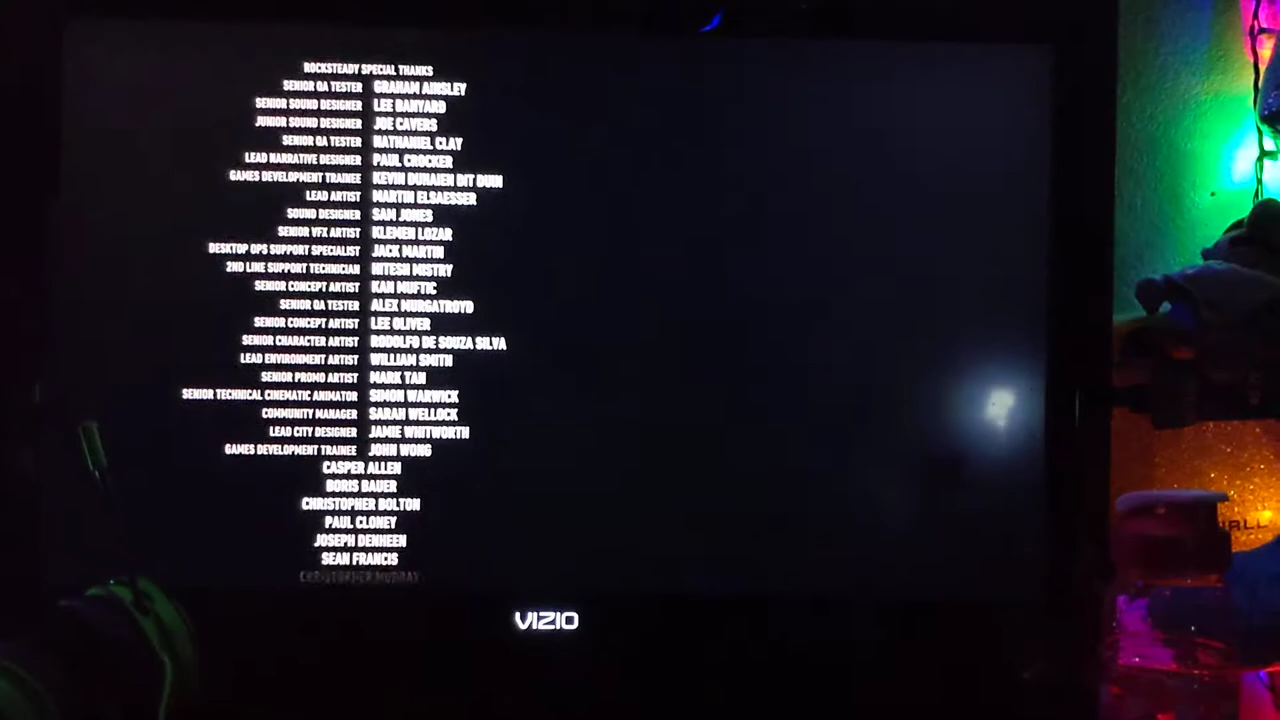 ROCKSTEADY SPECIAL THANKS
SENIOR QA TESTER GRAHAM AINSLEY
SENIOR SOUND DESIGNER LEE BANYARD
JUNIOR SOUND DESIGNER JOE CAVERS
SENIOR QA TESTER NATHANIEL CLAY
LEAD NARRATIVE DESIGNER PAUL CROCKER
GAMES DEVELOPMENT TRAINEE KEVIN DUNAIEN DIT DUIN
LEAD ARTIST MARTIN ELSAESSER
SOUND DESIGNER SAM JONES
SENIOR VFX ARTIST KLEMEN LOZAR
DESKTOP OPS SUPPORT SPECIALIST JACK MARTIN
2ND LINE SUPPORT TECHNICIAN HITESH MISTRY
SENIOR CONCEPT ARTIST KAN MUFTIC
SENIOR QA TESTER ALEX MURGATROYD
SENIOR CONCEPT ARTIST LEE OLIVER
SENIOR CHARACTER ARTIST RODOLFO DE SOUZA SILVA
LEAD ENVIRONMENT ARTIST WILLIAM SMITH
SENIOR PROMO ARTIST MARK TAN
SENIOR TECHNICAL CINEMATIC ANIMATOR SIMON WARWICK
COMMUNITY MANAGER SARAH WELLOCK
LEAD CITY DESIGNER JAMIE WHITWORTH
GAMES DEVELOPMENT TRAINEE JOHN WONG
CASPER ALLEN
BORIS BAUER
CHRISTOPHER BOLTON
PAUL CLONEY
JOSEPH DENHEEN
SEAN FRANCIS
CHRISTOPHER MURRAY
VIZIO